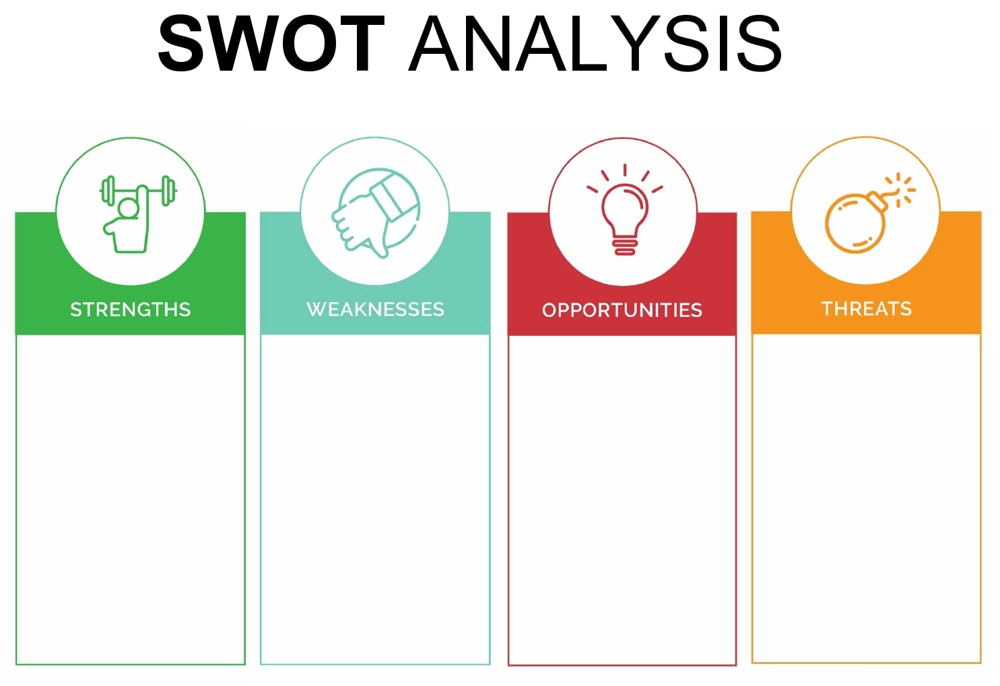 SWOT ANALYSIS
STRENGTHS
WEAKNESSES
OPPORTUNITIES
THREATS